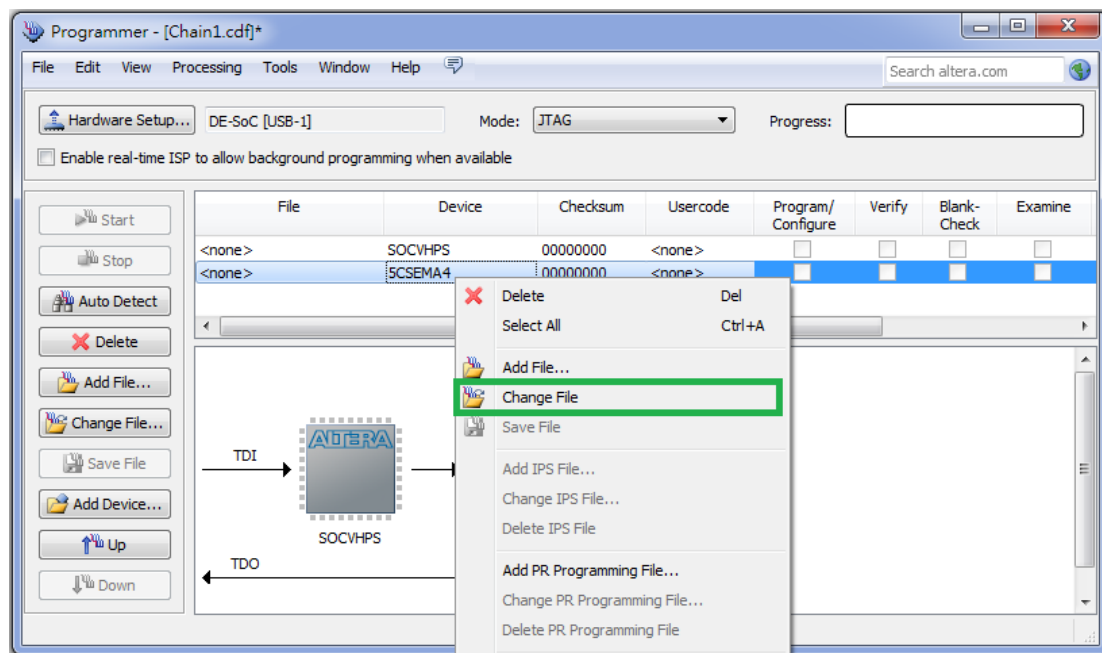 Programmer - [Chain1.cdf]*
File Edit View Processing Tools Window Help
Search altera.com
Hardware Setup... DE-SoC [USB-1] Mode: JTAG Progress:
Enable real-time ISP to allow background programming when available
Start
Stop
Auto Detect
Delete
Add File...
Change File...
Save File
Add Device...
Up
Down
File Device Checksum Usercode Program/ Configure Verify Blank- Check Examine
<none> SOCVHPS 00000000 <none>
<none> 5CSEMA4 00000000 <none>
Delete Del
Select All Ctrl+A
Add File...
Change File
Save File
Add IPS File...
Change IPS File...
Delete IPS File
Add PR Programming File...
Change PR Programming File...
Delete PR Programming File
TDI
ALTERA
SOCVHPS
TDO